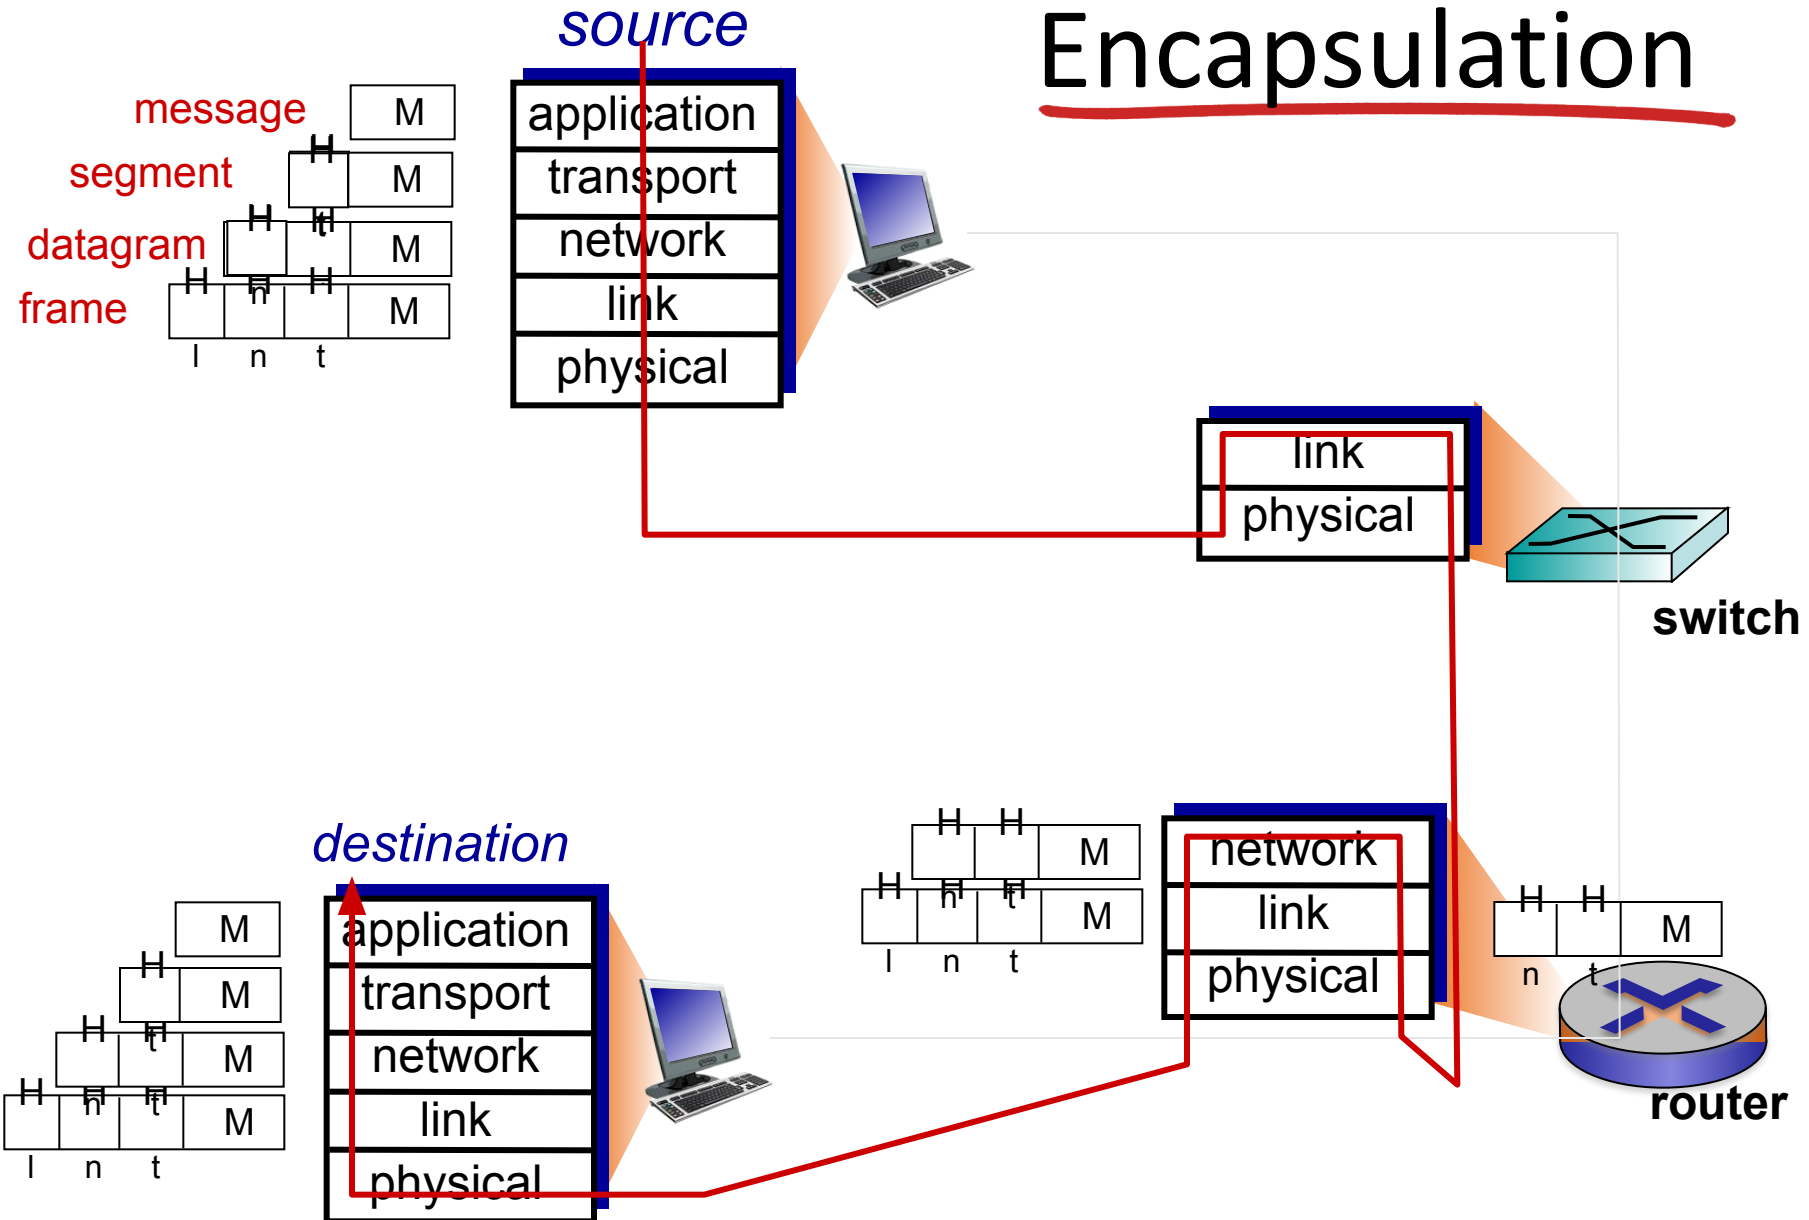 source
Encapsulation
message
M
application
H
segment
M
transport
H
H
t
datagram
M
network
H
H
n
H
frame
M
link
l
n
t
physical
link
physical
switch
destination
H
H
M
network
H
H
n
H
t
M
link
l
n
t
physical
H
H
M
n
t
router
M
application
H
M
transport
H
H
t
M
network
H
H
n
H
t
M
link
l
n
t
physical